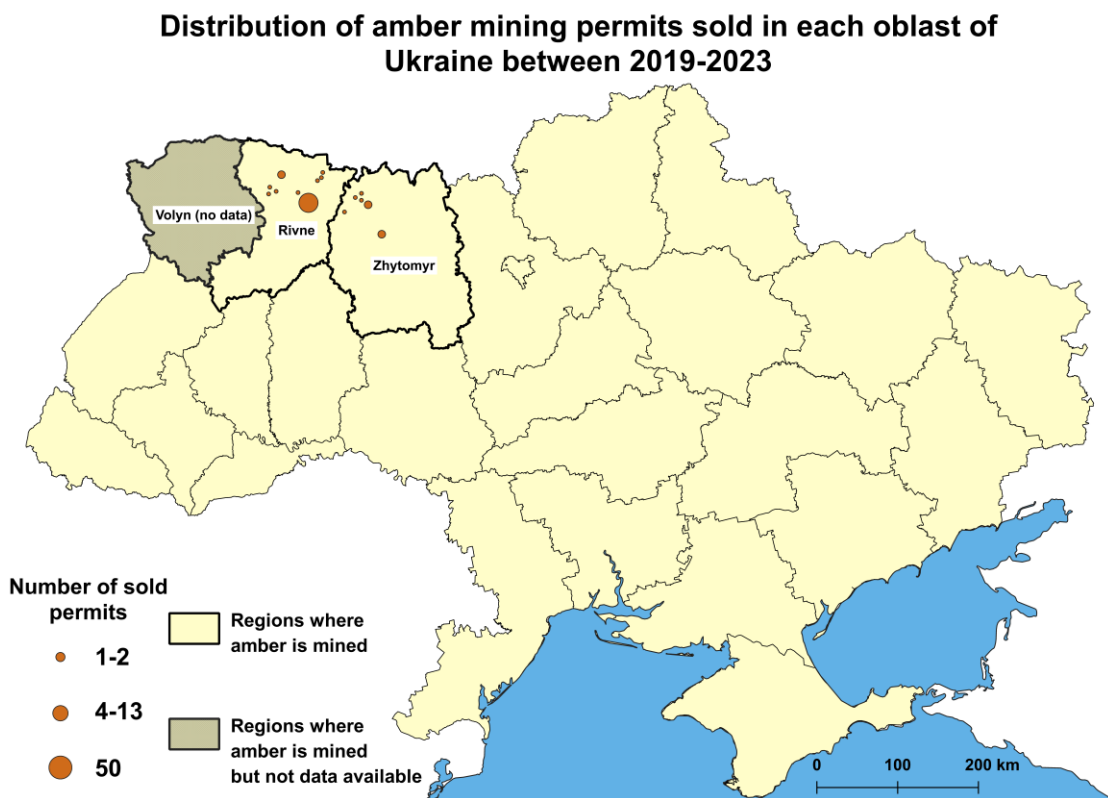 Distribution of amber mining permits sold in each oblast of
Ukraine between 2019-2023
Volyn (no data)
Rivne
Zhytomyr
Number of sold
permits
1-2
4-13
50
Regions where
amber is mined
Regions where
amber is mined
but not data available
0 100 200 km